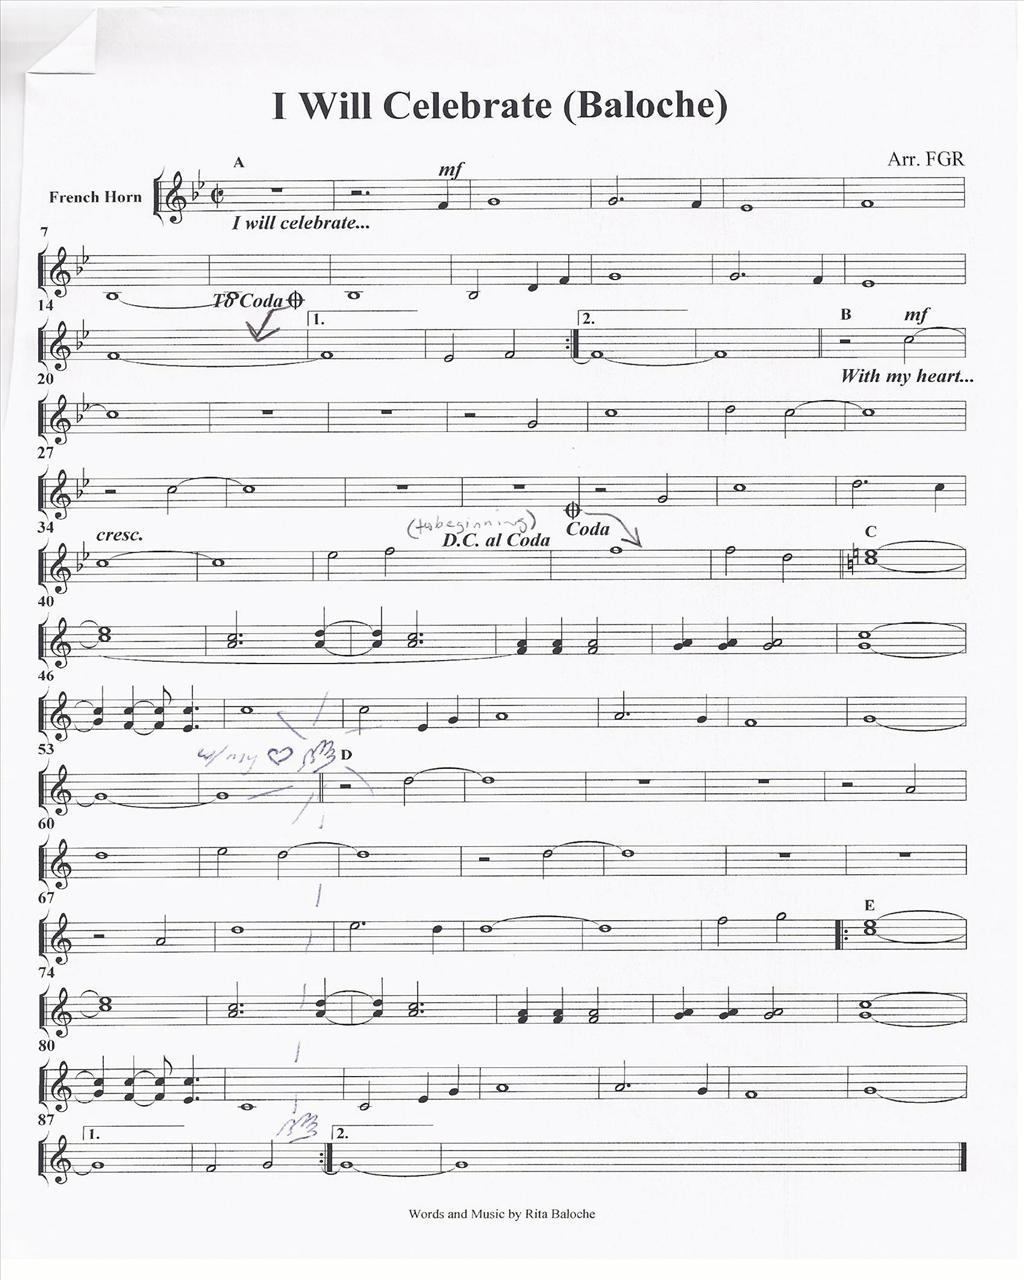 I Will Celebrate (Baloche)
Arr. FGR
A
mf
French Horn
I will celebrate...
7
To Coda
14
1.
2.
B
mf
With my heart...
20
27
34
cresc.
(to beginning)
D.C. al Coda
Coda
C
40
46
53
D
60
67
E
74
80
87
1.
2.
Words and Music by Rita Baloche